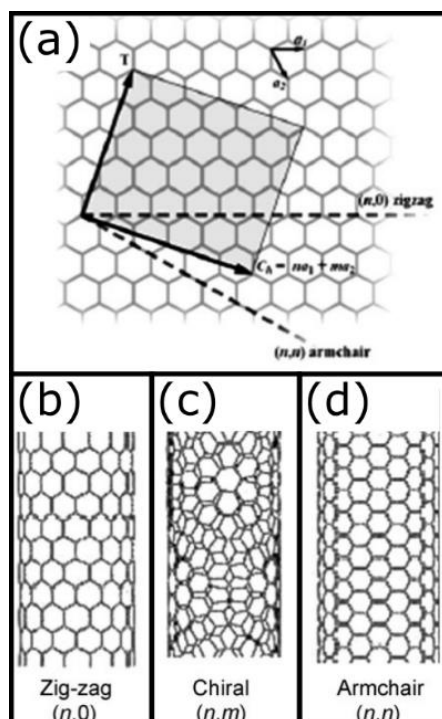 (a)
T
a₁
a₂
(n,0) zigzag
Cₕ = na₁ + ma₂
(n,n) armchair
(b)
(c)
(d)
Zig-zag
(n,0)
Chiral
(n,m)
Armchair
(n,n)